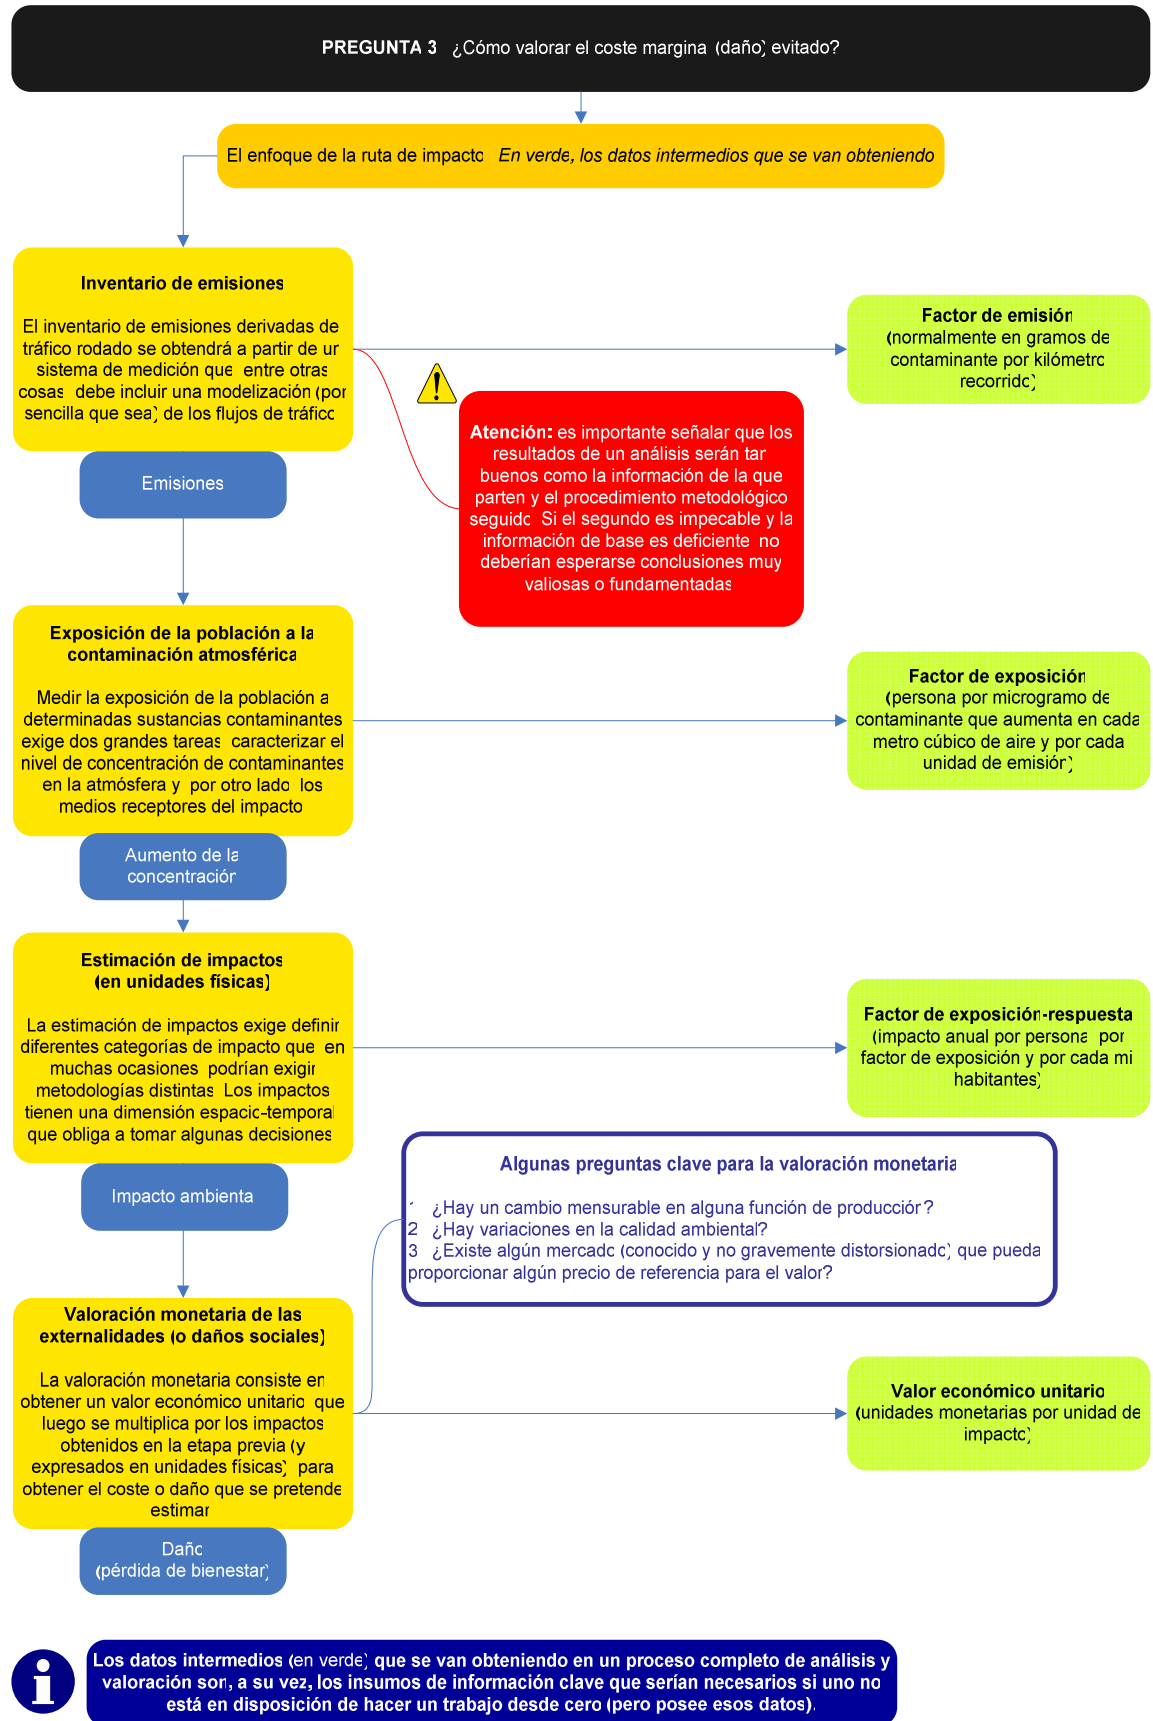 PREGUNTA 3 ¿Cómo valorar el coste margina (daño) evitado?
El enfoque de la ruta de impacto En verde, los datos intermedios que se van obteniendo
Inventario de emisiones
El inventario de emisiones derivadas de
tráfico rodado se obtendrá a partir de un
sistema de medición que entre otras
cosas debe incluir una modelización (por
sencilla que sea) de los flujos de tráfico
Emisiones
Factor de emisión
(normalmente en gramos de
contaminante por kilómetro
recorrido)
Atención: es importante señalar que los
resultados de un análisis serán tan
buenos como la información de la que
parten y el procedimiento metodológico
seguido Si el segundo es impecable y la
información de base es deficiente no
deberían esperarse conclusiones muy
valiosas o fundamentadas
Exposición de la población a la
contaminación atmosférica
Medir la exposición de la población a
determinadas sustancias contaminantes
exige dos grandes tareas caracterizar el
nivel de concentración de contaminantes
en la atmósfera y por otro lado los
medios receptores del impacto
Aumento de la
concentración
Factor de exposición
(persona por microgramo de
contaminante que aumenta en cada
metro cúbico de aire y por cada
unidad de emisión)
Estimación de impactos
(en unidades físicas)
La estimación de impactos exige definir
diferentes categorías de impacto que en
muchas ocasiones podrían exigir
metodologías distintas Los impactos
tienen una dimensión espacio-temporal
que obliga a tomar algunas decisiones
Impacto ambienta
Factor de exposición-respuesta
(impacto anual por persona por
factor de exposición y por cada mi
habitantes)
Algunas preguntas clave para la valoración monetaria
1 ¿Hay un cambio mensurable en alguna función de producción?
2 ¿Hay variaciones en la calidad ambiental?
3 ¿Existe algún mercado (conocido y no gravemente distorsionado) que pueda
proporcionar algún precio de referencia para el valor?
Valoración monetaria de las
externalidades (o daños sociales)
La valoración monetaria consiste en
obtener un valor económico unitario que
luego se multiplica por los impactos
obtenidos en la etapa previa (y
expresados en unidades físicas) para
obtener el coste o daño que se pretende
estimar
Daño
(pérdida de bienestar)
Valor económico unitario
(unidades monetarias por unidad de
impacto)
i
Los datos intermedios (en verde) que se van obteniendo en un proceso completo de análisis y
valoración son, a su vez, los insumos de información clave que serían necesarios si uno no
está en disposición de hacer un trabajo desde cero (pero posee esos datos).